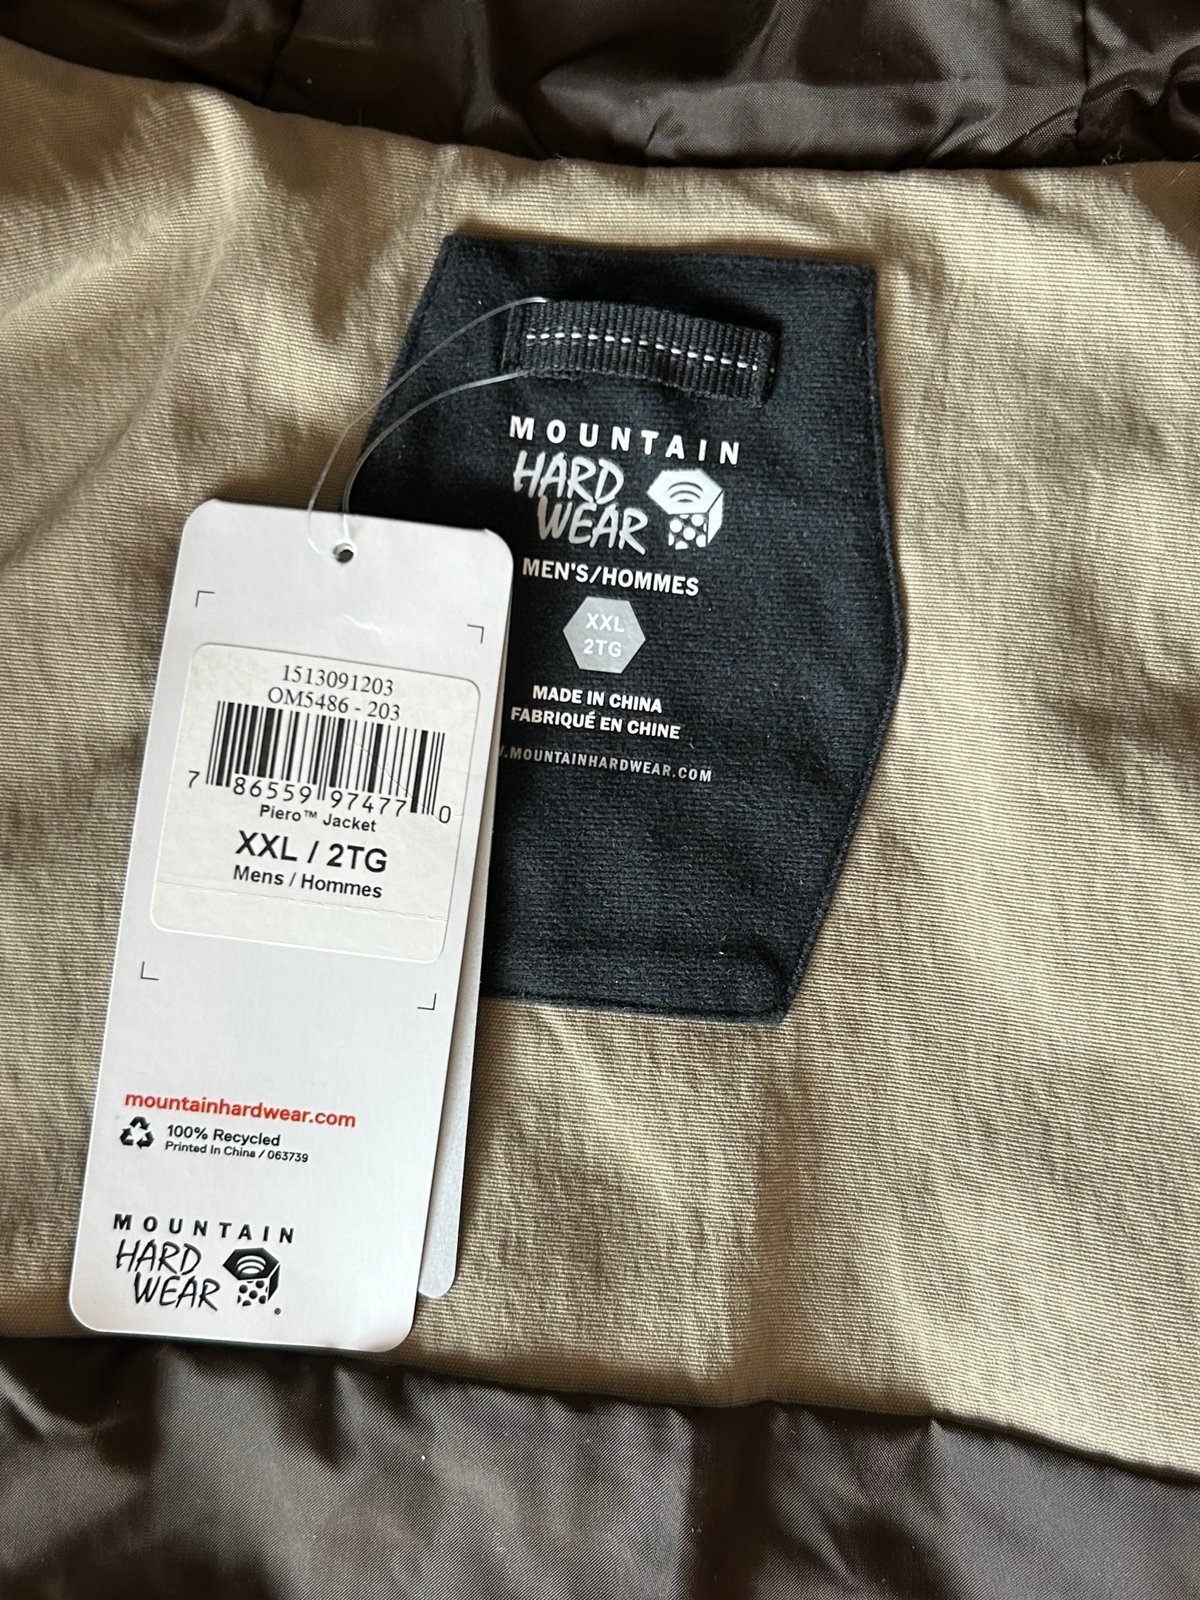 MOUNTAIN
HARD
WEAR
MEN'S/HOMMES
XXL
2TG
MADE IN CHINA
FABRIQUÉ EN CHINE
.MOUNTAINHARDWEAR.COM
1513091203
OM5486 - 203
7 86559 97477 0
Piero™ Jacket
XXL / 2TG
Mens / Hommes
mountainhardwear.com
100% Recycled
Printed In China / 063739
MOUNTAIN
HARD
WEAR®